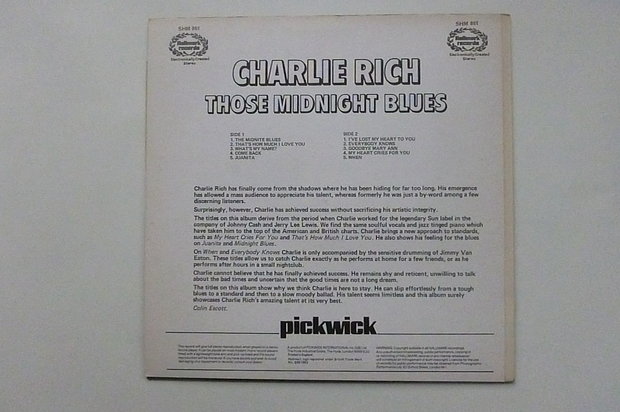 SHM 861
SHM 861
Hallmark
records
Hallmark
records
Electronically Created
Stereo
Electronically Created
Stereo
CHARLIE RICH
THOSE MIDNIGHT BLUES
SIDE 1
1. THE MIDNITE BLUES
2. THAT'S HOW MUCH I LOVE YOU
3. WHAT'S MY NAME?
4. COME BACK
5. JUANITA
SIDE 2
1. I'VE LOST MY HEART TO YOU
2. EVERYBODY KNOWS
3. GOODBYE MARY ANN
4. MY HEART CRIES FOR YOU
5. WHEN
Charlie Rich has finally come from the shadows where he has been hiding for far too long. His emergence
has allowed a mass audience to appreciate his talent, whereas formerly he was just a by-word among a few
discerning listeners.
Surprisingly, however, Charlie has achieved success without sacrificing his artistic integrity.
The titles on this album derive from the period when Charlie worked for the legendary Sun label in the
company of Johnny Cash and Jerry Lee Lewis. We find the same soulful vocals and jazz tinged piano which
have taken him to the top of the American and British charts. Charlie brings a new approach to standards,
such as My Heart Cries For You and That's How Much I Love You. He also shows his feeling for the blues
on Juanita and Midnight Blues.
On When and Everybody Knows Charlie is only accompanied by the sensitive drumming of Jimmy Van
Eaton. These titles allow us to catch Charlie exactly as he performs at home for a few friends, or as he
performs after hours in a small nightclub.
Charlie cannot believe that he has finally achieved success. He remains shy and reticent, unwilling to talk
about the bad times and uncertain that the good times are not a long dream.
The titles on this album show why we think Charlie is here to stay. He can slip effortlessly from a tough
blues to a standard and then to a slow moody ballad. His talent seems limitless and this album surely
showcases Charlie Rich's amazing talent at its very best.
Colin Escott.
pickwick